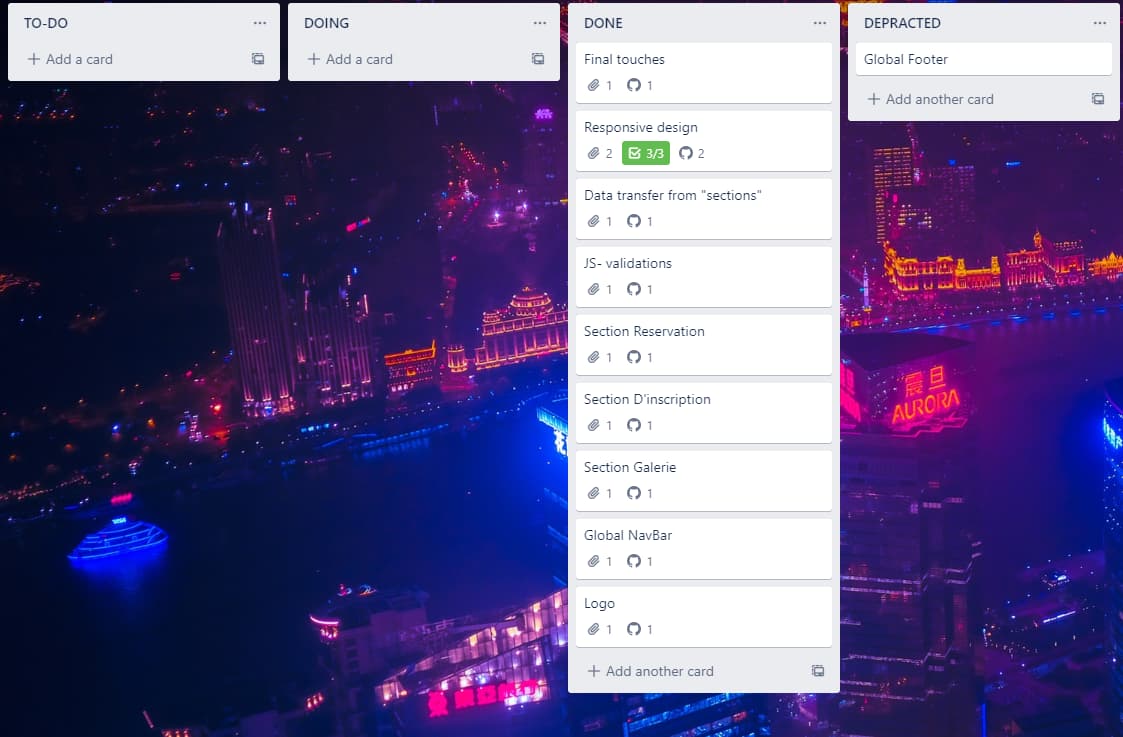 TO-DO
Add a card
DOING
Add a card
DONE
Final touches
1 1
Responsive design
2 3/3 2
Data transfer from "sections"
1 1
JS- validations
1 1
Section Reservation
1 1
Section D'inscription
1 1
Section Galerie
1 1
Global NavBar
1 1
Logo
1 1
Add another card
DEPRACTED
Global Footer
Add another card
震旦
AURORA